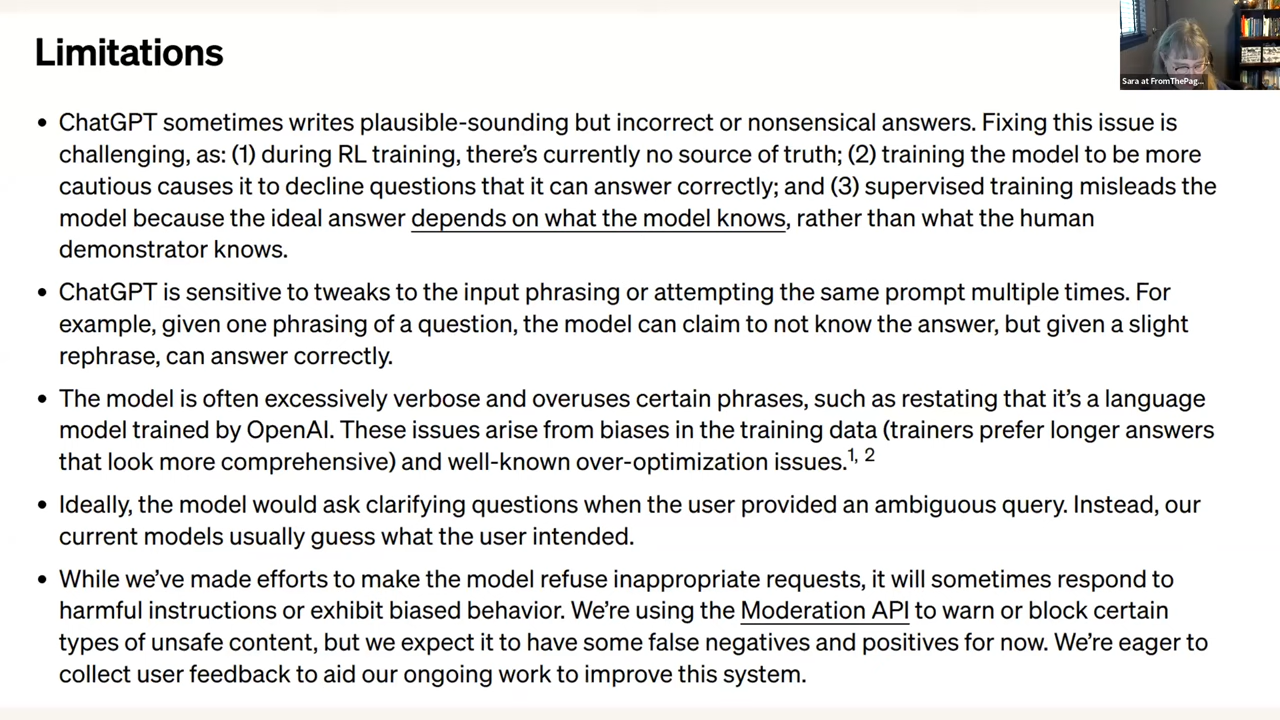 Limitations
Sara at FromThePag...
• ChatGPT sometimes writes plausible-sounding but incorrect or nonsensical answers. Fixing this issue is
challenging, as: (1) during RL training, there's currently no source of truth; (2) training the model to be more
cautious causes it to decline questions that it can answer correctly; and (3) supervised training misleads the
model because the ideal answer depends on what the model knows, rather than what the human
demonstrator knows.
• ChatGPT is sensitive to tweaks to the input phrasing or attempting the same prompt multiple times. For
example, given one phrasing of a question, the model can claim to not know the answer, but given a slight
rephrase, can answer correctly.
• The model is often excessively verbose and overuses certain phrases, such as restating that it's a language
model trained by OpenAI. These issues arise from biases in the training data (trainers prefer longer answers
that look more comprehensive) and well-known over-optimization issues.1, 2
• Ideally, the model would ask clarifying questions when the user provided an ambiguous query. Instead, our
current models usually guess what the user intended.
• While we've made efforts to make the model refuse inappropriate requests, it will sometimes respond to
harmful instructions or exhibit biased behavior. We're using the Moderation API to warn or block certain
types of unsafe content, but we expect it to have some false negatives and positives for now. We're eager to
collect user feedback to aid our ongoing work to improve this system.